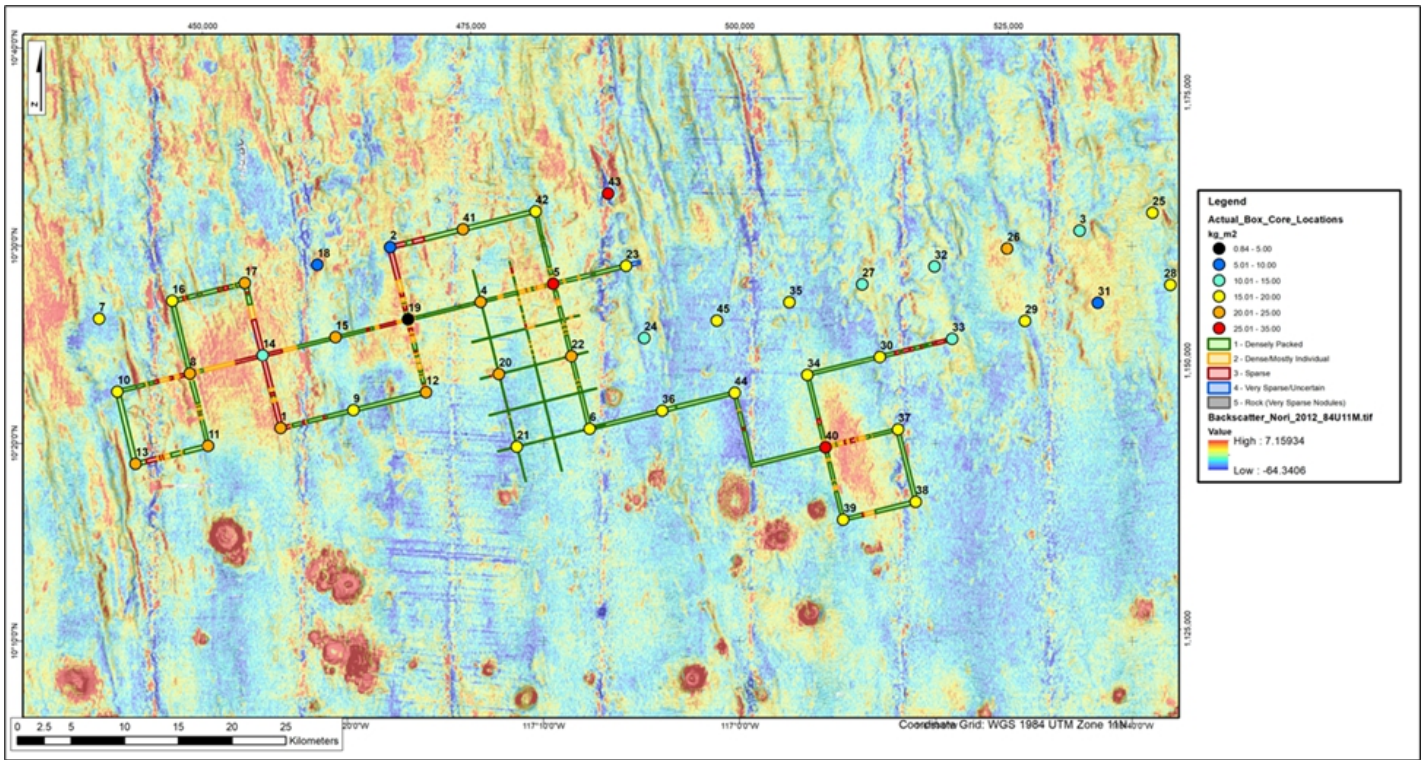 450,000 475,000 500,000 525,000
N
1,175,000
43
42
25
41
3
2
26
18
23
32
17
5
27
28
16
4
35
31
7
19
45
29
15
24
33
14
22
30
8
20
34
10
12
44
9
36
37
1
6
11
21
40
13
38
39
1,150,000
1,125,000
0 2.5 5 10 15 20 25
Kilometers
117°10'0"W 117°0'0"W
Coordinate Grid: WGS 1984 UTM Zone 11N
Legend
Actual_Box_Core_Locations
kg_m2
0.84 - 5.00
5.01 - 10.00
10.01 - 15.00
15.01 - 20.00
20.01 - 25.00
25.01 - 35.00
1 - Densely Packed
2 - Dense/Mostly Individual
3 - Sparse
4 - Very Sparse/Uncertain
5 - Rock (Very Sparse Nodules)
Backscatter_Nori_2012_84U11M.tif
Value
High : 7.15934
Low : -64.3406